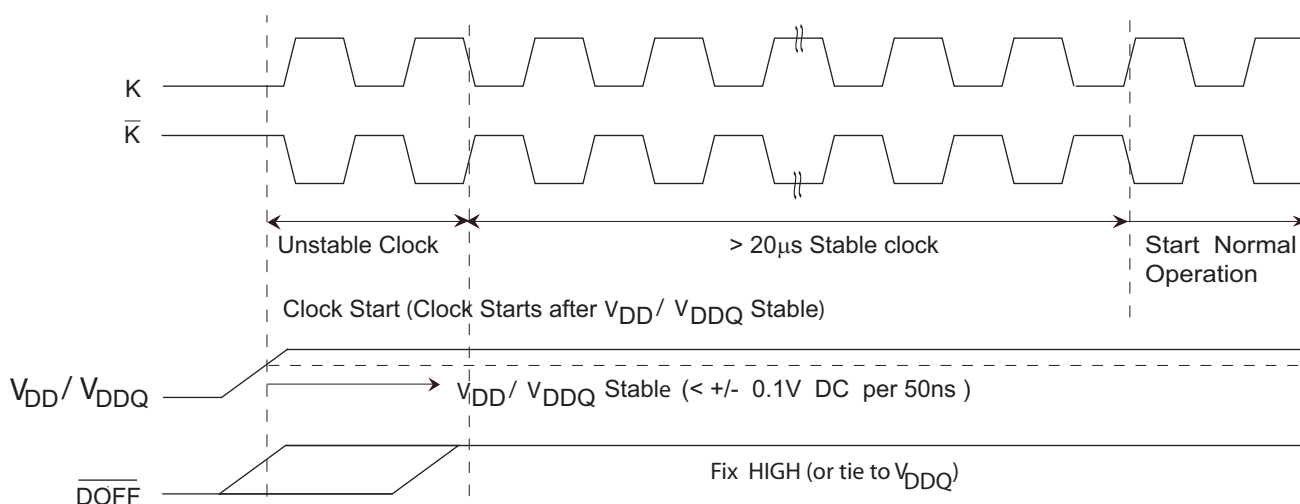 K
K̅
Unstable Clock
> 20μs Stable clock
Start Normal
Operation
Clock Start (Clock Starts after VDD/ VDDQ Stable)
VDD/ VDDQ
VDD/ VDDQ Stable (< +/- 0.1V DC per 50ns )
Fix HIGH (or tie to VDDQ)
DOFF